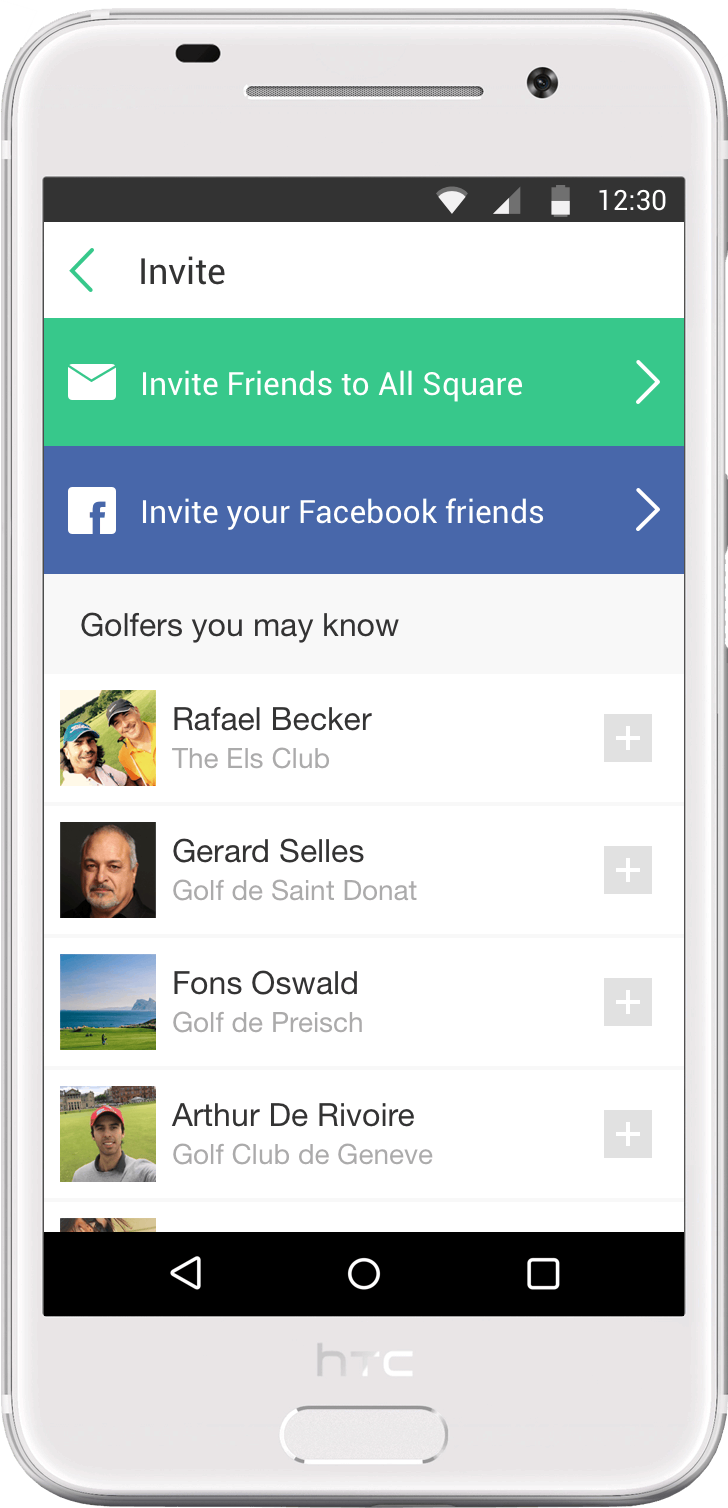 12:30
Invite
Invite Friends to All Square
Invite your Facebook friends
Golfers you may know
Rafael Becker
The Els Club
Gerard Selles
Golf de Saint Donat
Fons Oswald
Golf de Preisch
Arthur De Rivoire
Golf Club de Geneve
htc